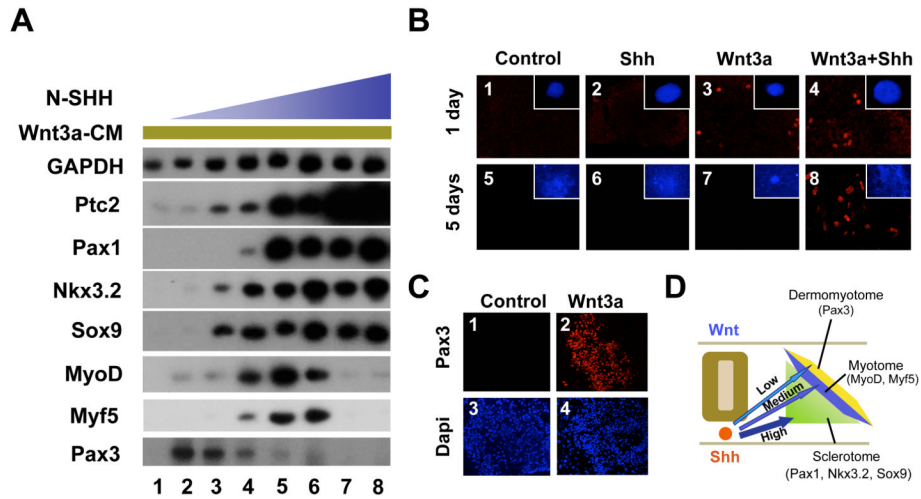 A
N-SHH
Wnt3a-CM
GAPDH
Ptc2
Pax1
Nkx3.2
Sox9
MyoD
Myf5
Pax3
1 2 3 4 5 6 7 8
B
Control Shh Wnt3a Wnt3a+Shh
1 day
1 2 3 4
5 days
5 6 7 8
C
Control Wnt3a
Pax3
1 2
Dapi
3 4
D
Dermomyotome
(Pax3)
Wnt
Myotome
(MyoD, Myf5)
Low
Medium
High
Shh
Sclerotome
(Pax1, Nkx3.2, Sox9)